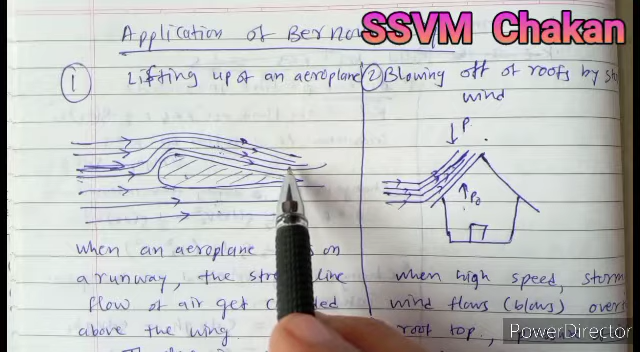 SSVM Chakan
Application of Ber
1 Lifting up of an aeroplane
2 Blowing off of roofs by
wind
P
P0
when an aeroplane on
a runway, the line
flow of air get
above the wing
when high speed, storm
wind flows (blows) over
roof top,
PowerDirector